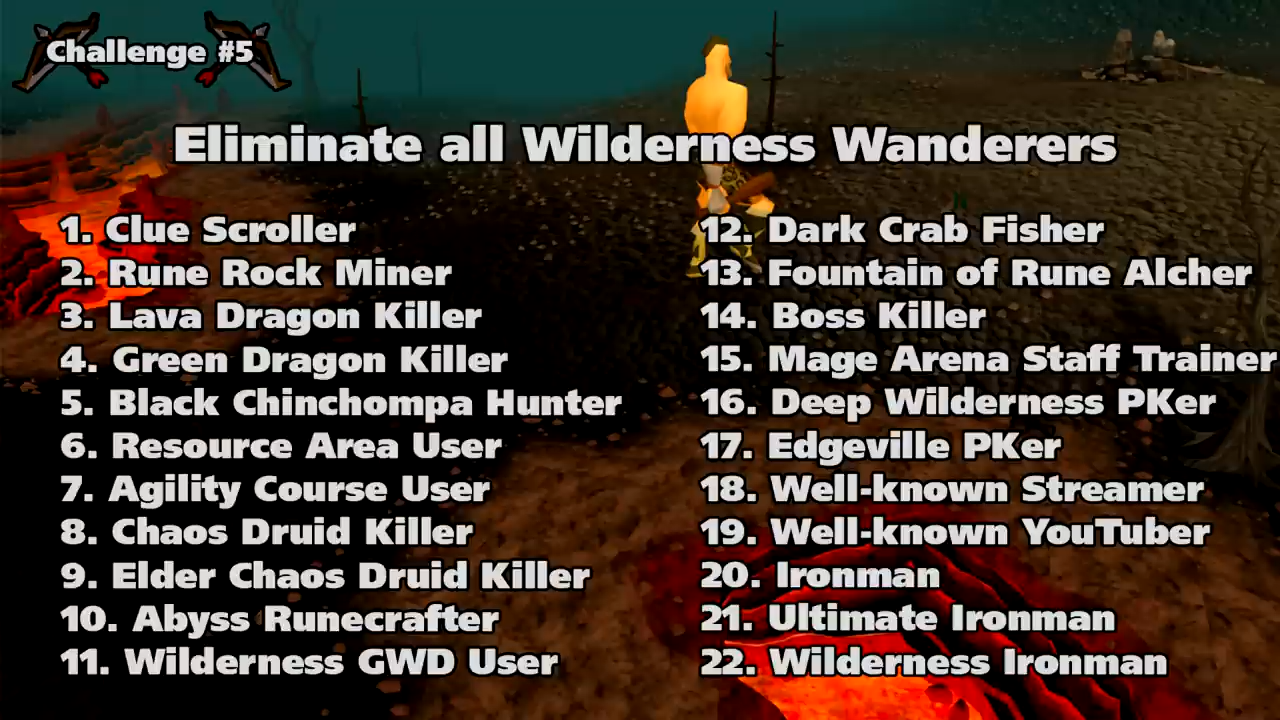 Challenge #5
Eliminate all Wilderness Wanderers
1. Clue Scroller
2. Rune Rock Miner
3. Lava Dragon Killer
4. Green Dragon Killer
5. Black Chinchompa Hunter
6. Resource Area User
7. Agility Course User
8. Chaos Druid Killer
9. Elder Chaos Druid Killer
10. Abyss Runecrafter
11. Wilderness GWD User
12. Dark Crab Fisher
13. Fountain of Rune Alcher
14. Boss Killer
15. Mage Arena Staff Trainer
16. Deep Wilderness PKer
17. Edgeville PKer
18. Well-known Streamer
19. Well-known YouTuber
20. Ironman
21. Ultimate Ironman
22. Wilderness Ironman